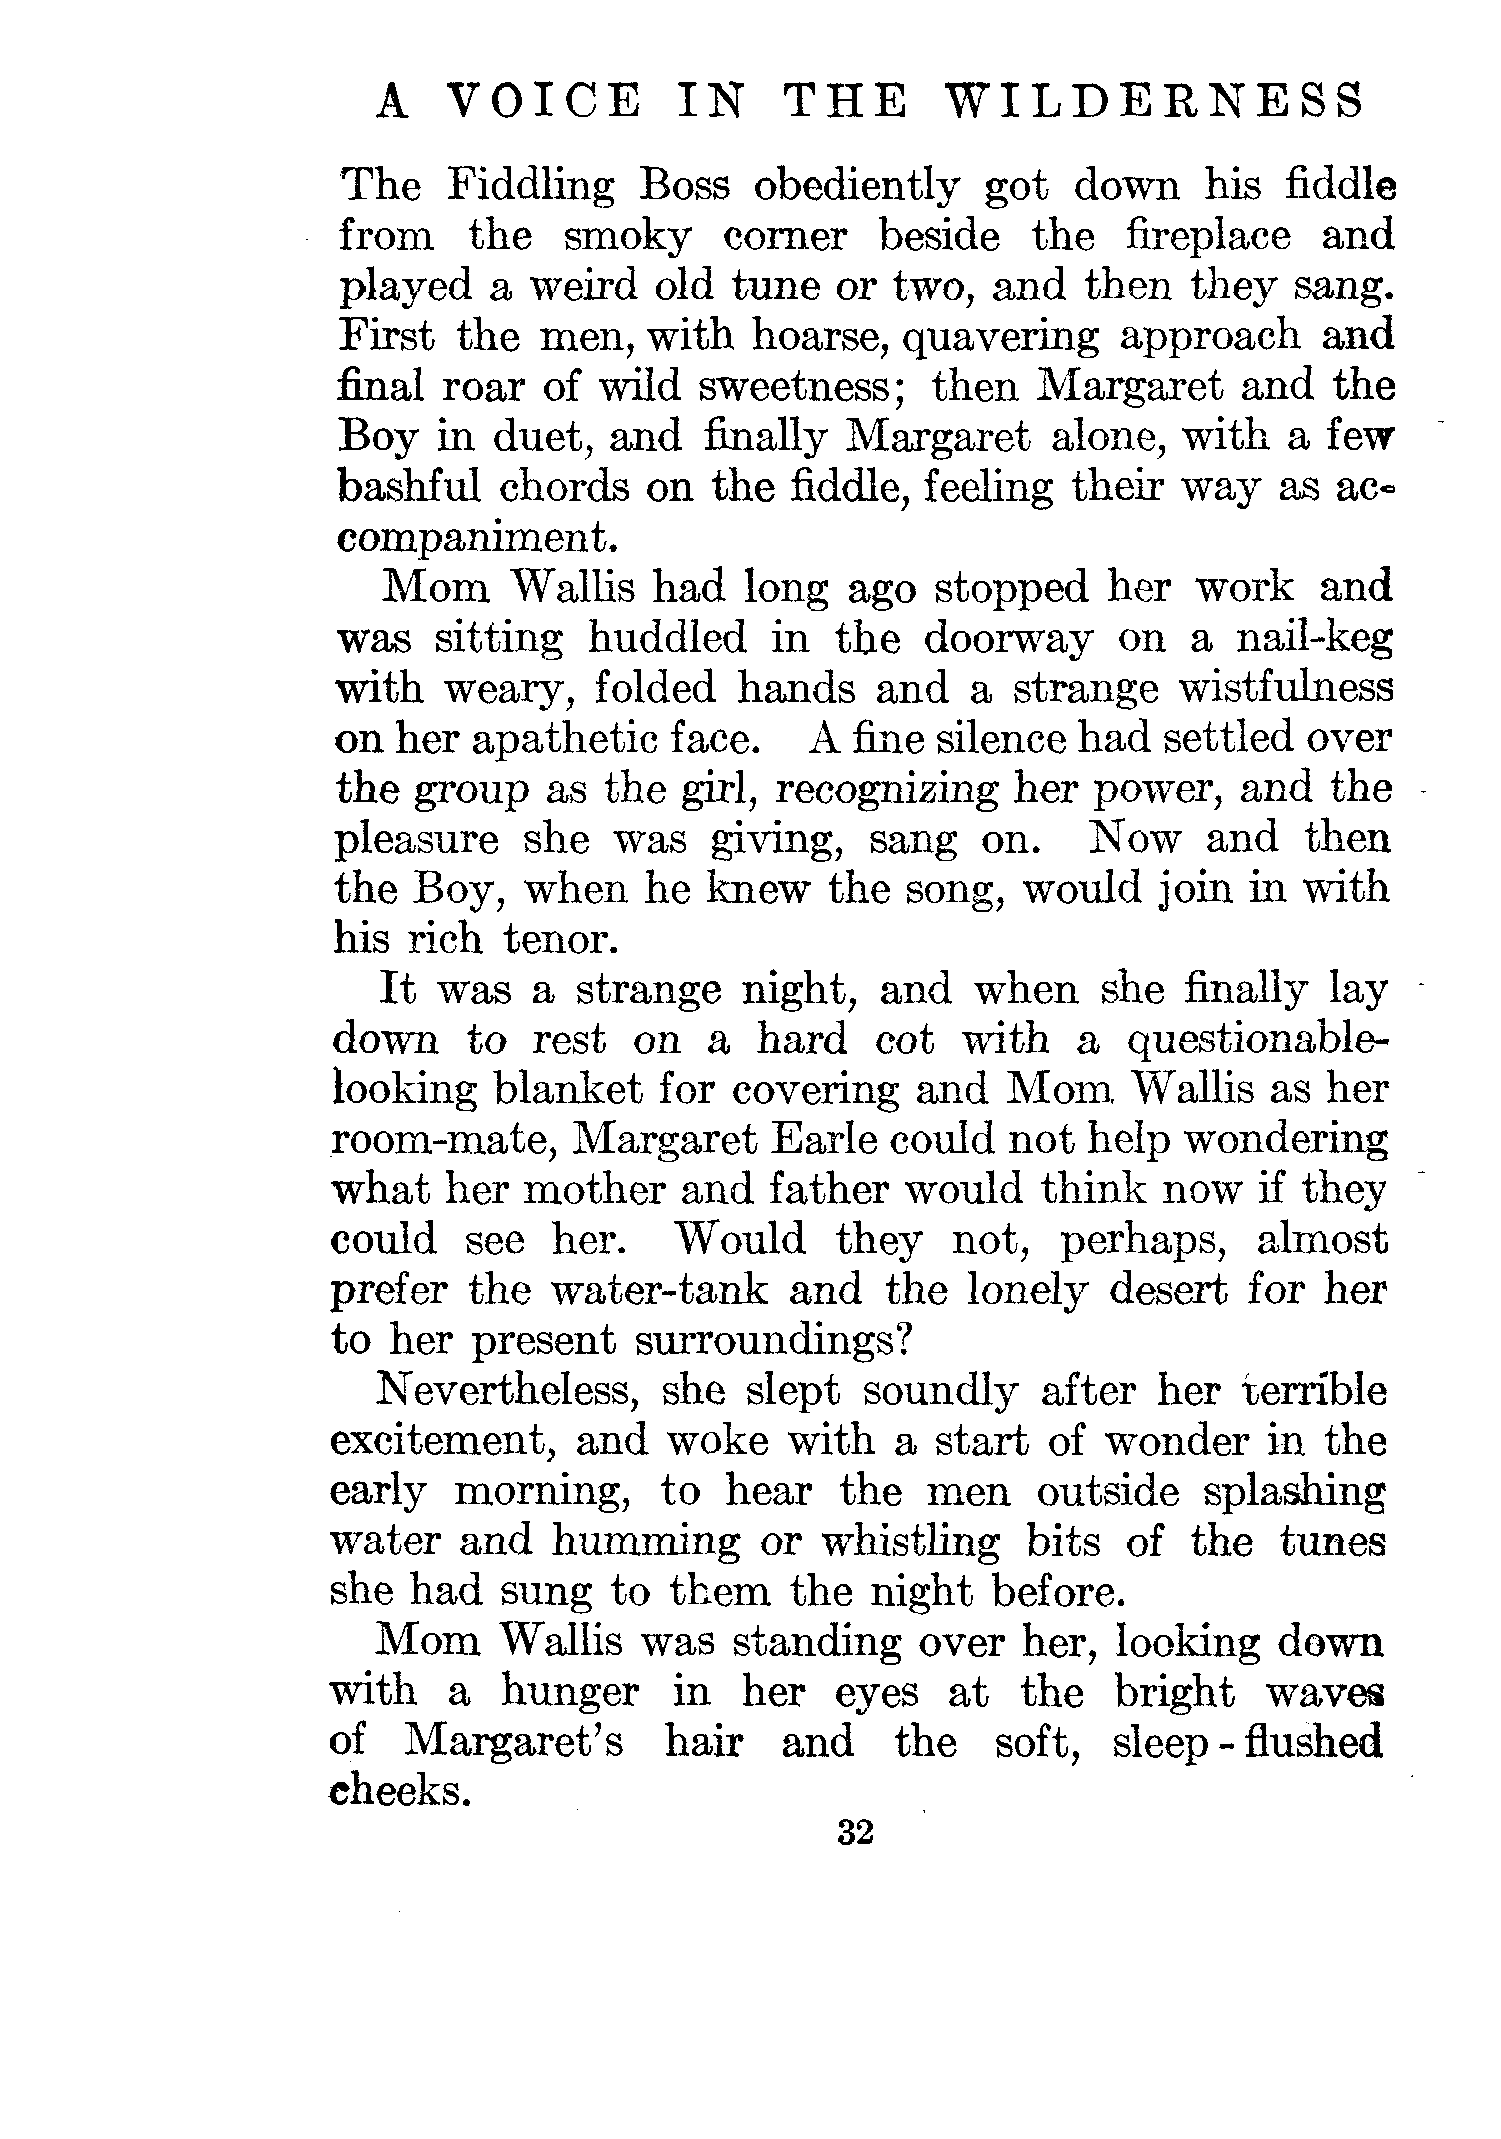 A VOICE IN THE WILDERNESS
The Fiddling Boss obediently got down his fiddle
from the smoky corner beside the fireplace and
played a weird old tune or two, and then they sang.
First the men, with hoarse, quavering approach and
final roar of wild sweetness; then Margaret and the
Boy in duet, and finally Margaret alone, with a few
bashful chords on the fiddle, feeling their way as ac-
companiment.
Mom Wallis had long ago stopped her work and
was sitting huddled in the doorway on a nail-keg
with weary, folded hands and a strange wistfulness
on her apathetic face. A fine silence had settled over
the group as the girl, recognizing her power, and the
pleasure she was giving, sang on. Now and then
the Boy, when he knew the song, would join in with
his rich tenor.
It was a strange night, and when she finally lay
down to rest on a hard cot with a questionable-
looking blanket for covering and Mom Wallis as her
room-mate, Margaret Earle could not help wondering
what her mother and father would think now if they
could see her. Would they not, perhaps, almost
prefer the water-tank and the lonely desert for her
to her present surroundings?
Nevertheless, she slept soundly after her terrible
excitement, and woke with a start of wonder in the
early morning, to hear the men outside splashing
water and humming or whistling bits of the tunes
she had sung to them the night before.
Mom Wallis was standing over her, looking down
with a hunger in her eyes at the bright waves
of Margaret's hair and the soft, sleep-flushed
cheeks.
32